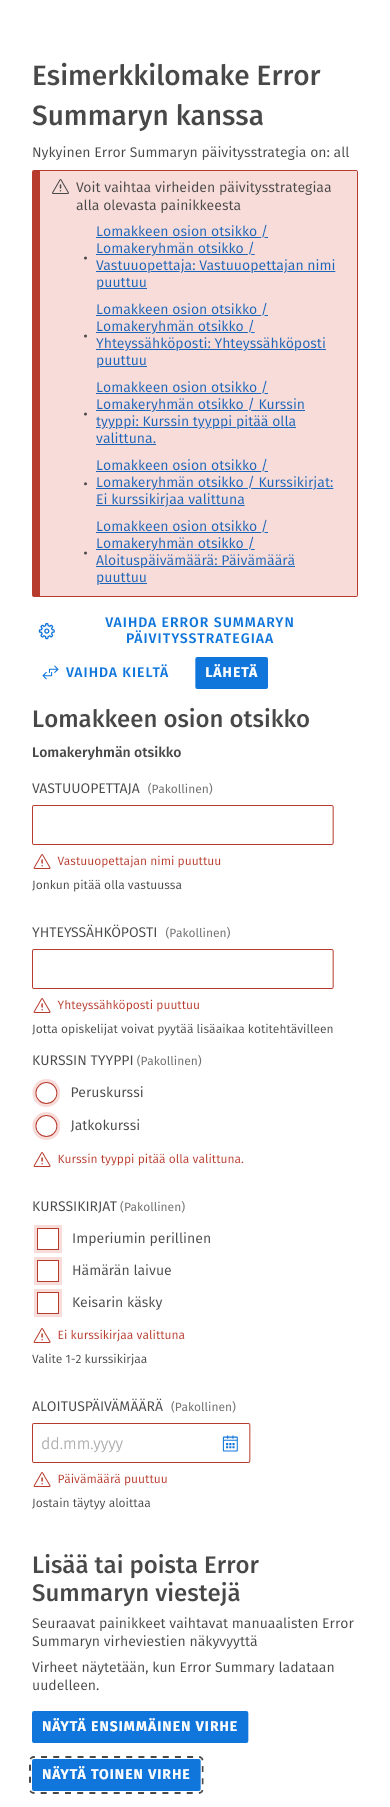 Esimerkkilomake Error
Summaryn kanssa
Nykyinen Error Summaryn päivitysstrategia on: all
Voit vaihtaa virheiden päivitysstrategiaa
alla olevasta painikkeesta
Lomakkeen osion otsikko /
Lomakeryhmän otsikko /
Vastuuopettaja: Vastuuopettajan nimi
puuttuu
Lomakkeen osion otsikko /
Lomakeryhmän otsikko /
Yhteyssähköposti: Yhteyssähköposti
puuttuu
Lomakkeen osion otsikko /
Lomakeryhmän otsikko / Kurssin
tyyppi: Kurssin tyyppi pitää olla
valittuna.
Lomakkeen osion otsikko /
Lomakeryhmän otsikko / Kurssikirjat:
Ei kurssikirjaa valittuna
Lomakkeen osion otsikko /
Lomakeryhmän otsikko /
Aloituspäivämäärä: Päivämäärä
puuttuu
VAIHDA ERROR SUMMARYN
PÄIVITYSSTRATEGIAA
VAIHDA KIELTÄ LÄHETÄ
Lomakkeen osion otsikko
Lomakeryhmän otsikko
VASTUUOPETTAJA (Pakollinen)
Vastuuopettajan nimi puuttuu
Jonkun pitää olla vastuussa
YHTEYSSÄHKÖPOSTI (Pakollinen)
Yhteyssähköposti puuttuu
Jotta opiskelijat voivat pyytää lisäaikaa kotitehtävilleen
KURSSIN TYYPPI (Pakollinen)
Peruskurssi
Jatkokurssi
Kurssin tyyppi pitää olla valittuna.
KURSSIKIRJAT (Pakollinen)
Imperiumin perillinen
Hämärän laivue
Keisarin käsky
Ei kurssikirjaa valittuna
Valite 1-2 kurssikirjaa
ALOITUSPÄIVÄMÄÄRÄ (Pakollinen)
dd.mm.yyyy
Päivämäärä puuttuu
Jostain täytyy aloittaa
Lisää tai poista Error
Summaryn viestejä
Seuraavat painikkeet vaihtavat manuaalisten Error
Summaryn virheviestien näkyvyyttä
Virheet näytetään, kun Error Summary ladataan
uudelleen.
NÄYTÄ ENSIMMÄINEN VIRHE
NÄYTÄ TOINEN VIRHE